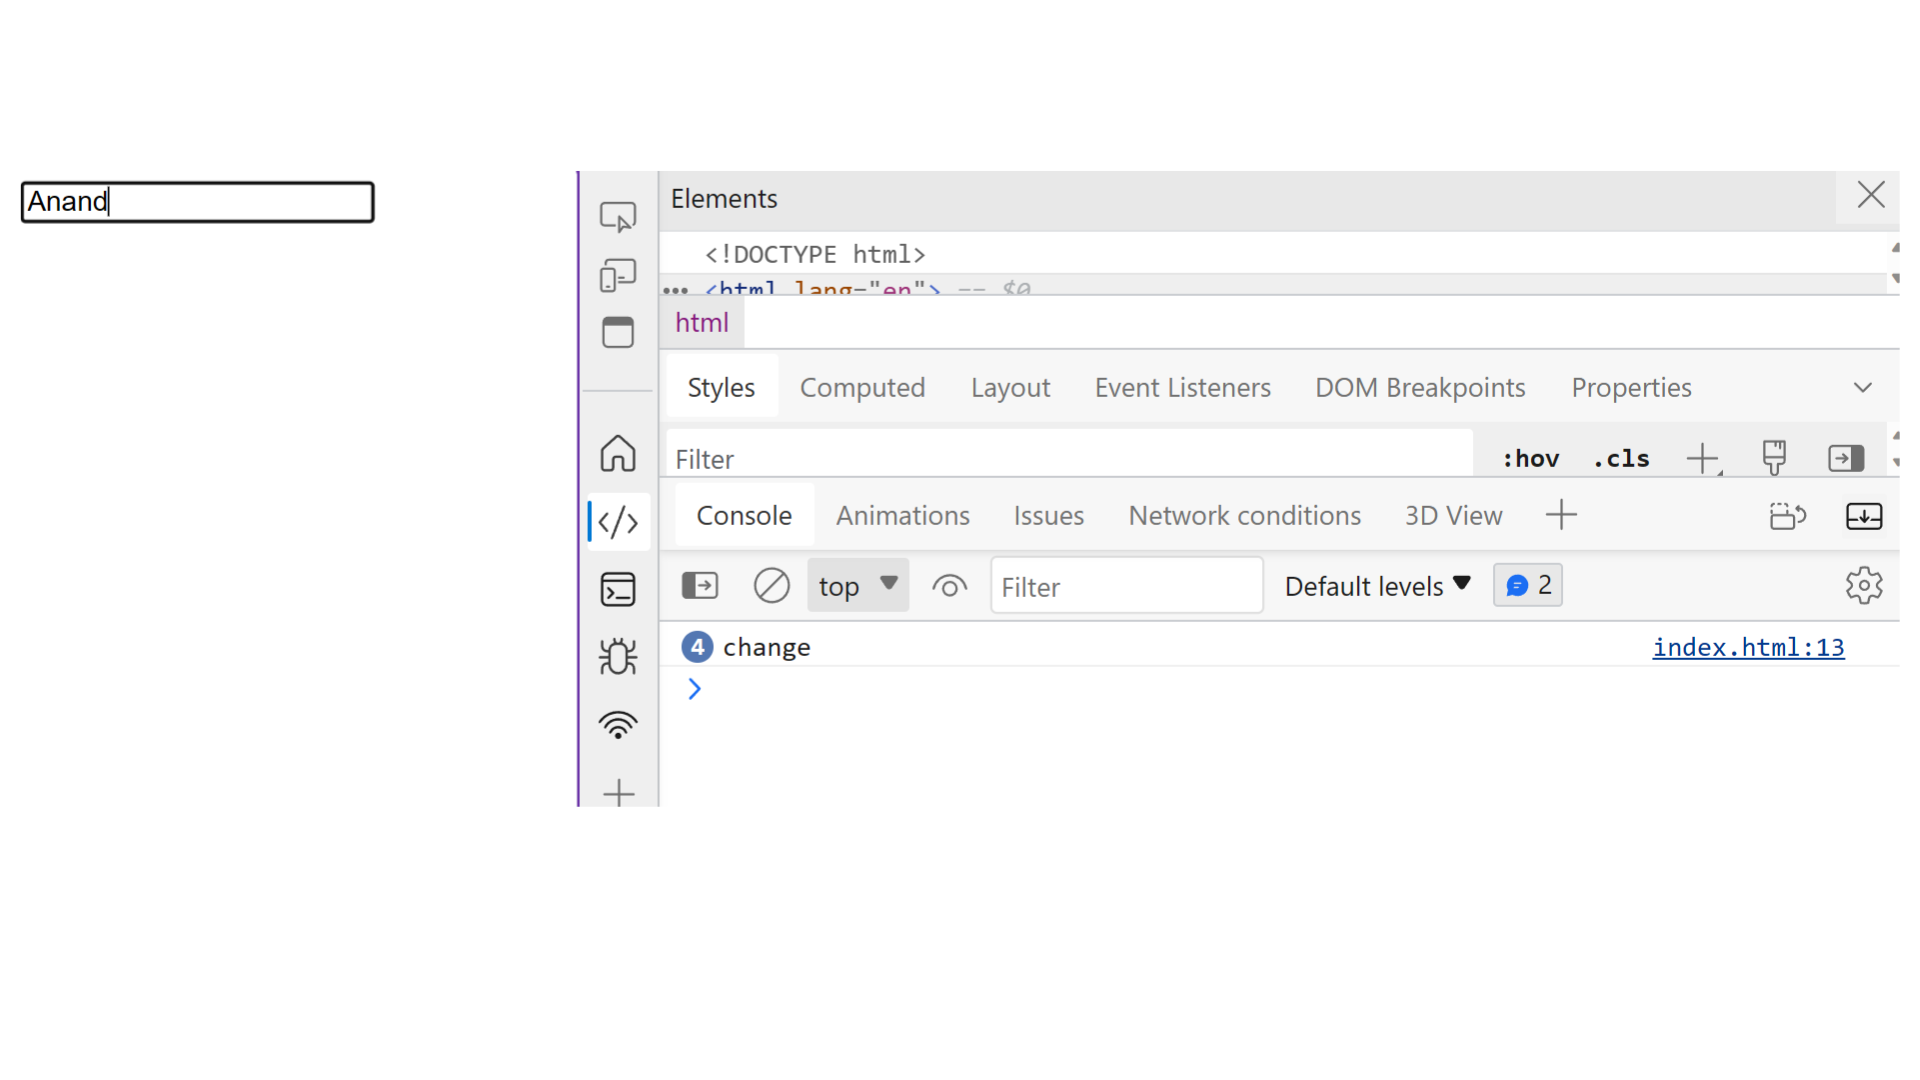 Anand
Elements
<!DOCTYPE html>
••• <html lang="en"> == $0
html
Styles Computed Layout Event Listeners DOM Breakpoints Properties
Filter :hov .cls
Console Animations Issues Network conditions 3D View
top Filter Default levels 2
4 change index.html:13